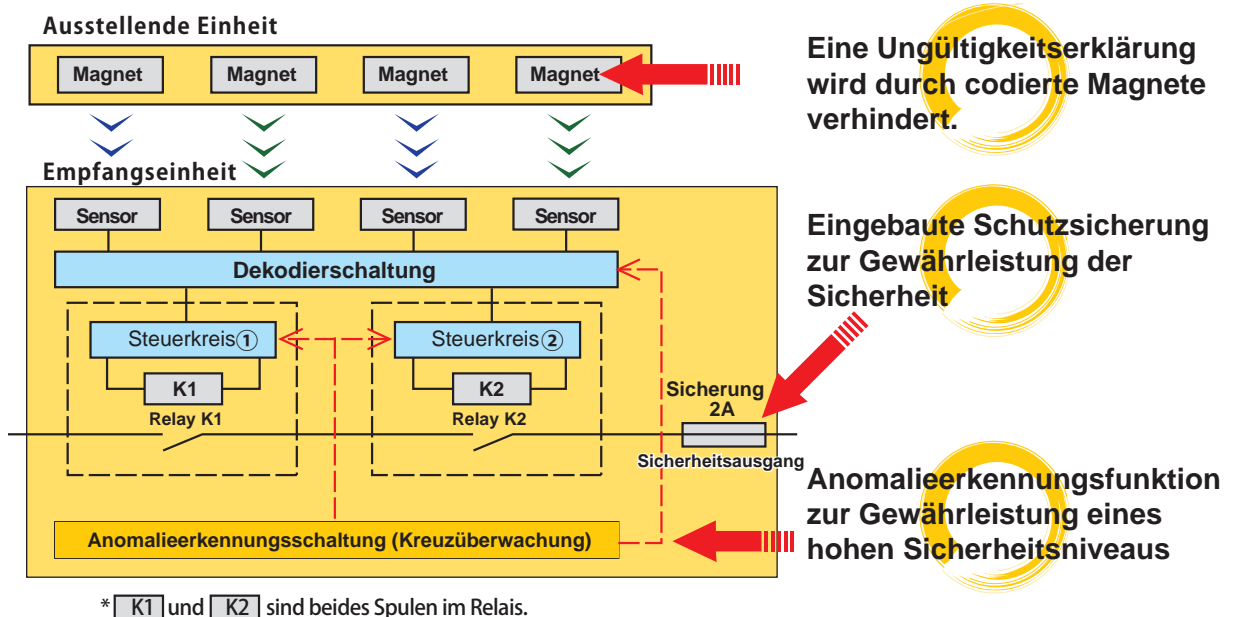 Ausstellende Einheit
Magnet Magnet Magnet Magnet
Eine Ungültigkeitserklärung
wird durch codierte Magnete
verhindert.
Empfangseinheit
Sensor Sensor Sensor Sensor
Dekodierschaltung
Eingebaute Schutzsicherung
zur Gewährleistung der
Sicherheit
Steuerkreis① Steuerkreis②
K1 K2
Relay K1 Relay K2
Sicherung
2A
Sicherheitsausgang
Anomalieerkennungsschaltung (Kreuzüberwachung)
Anomalieerkennungsfunktion
zur Gewährleistung eines
hohen Sicherheitsniveaus
* K1 und K2 sind beides Spulen im Relais.